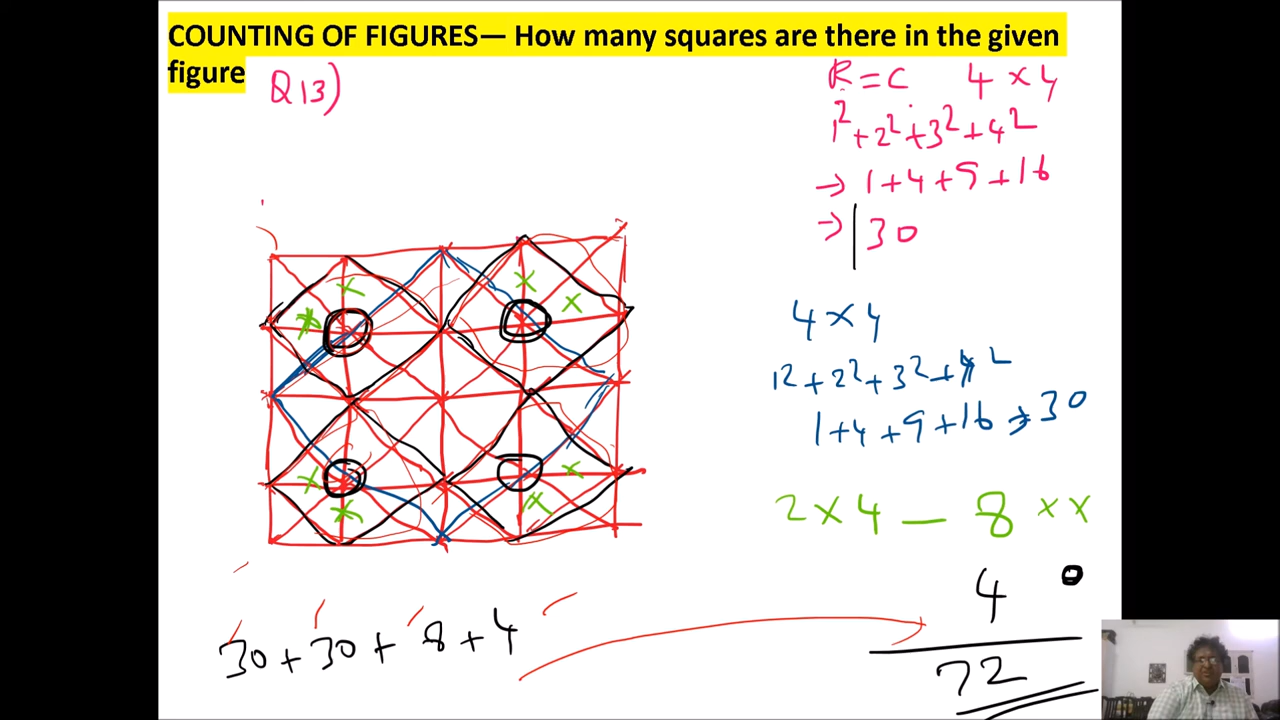 COUNTING OF FIGURES— How many squares are there in the given
figure
Q13)
R = C 4 × 4
1² + 2² + 3² + 4²
→ 1 + 4 + 9 + 16
→ 30
4 × 4
1² + 2² + 3² + 4²
1 + 4 + 9 + 16 → 30
2 × 4 — 8 × ×
4
30 + 30 + 8 + 4
72